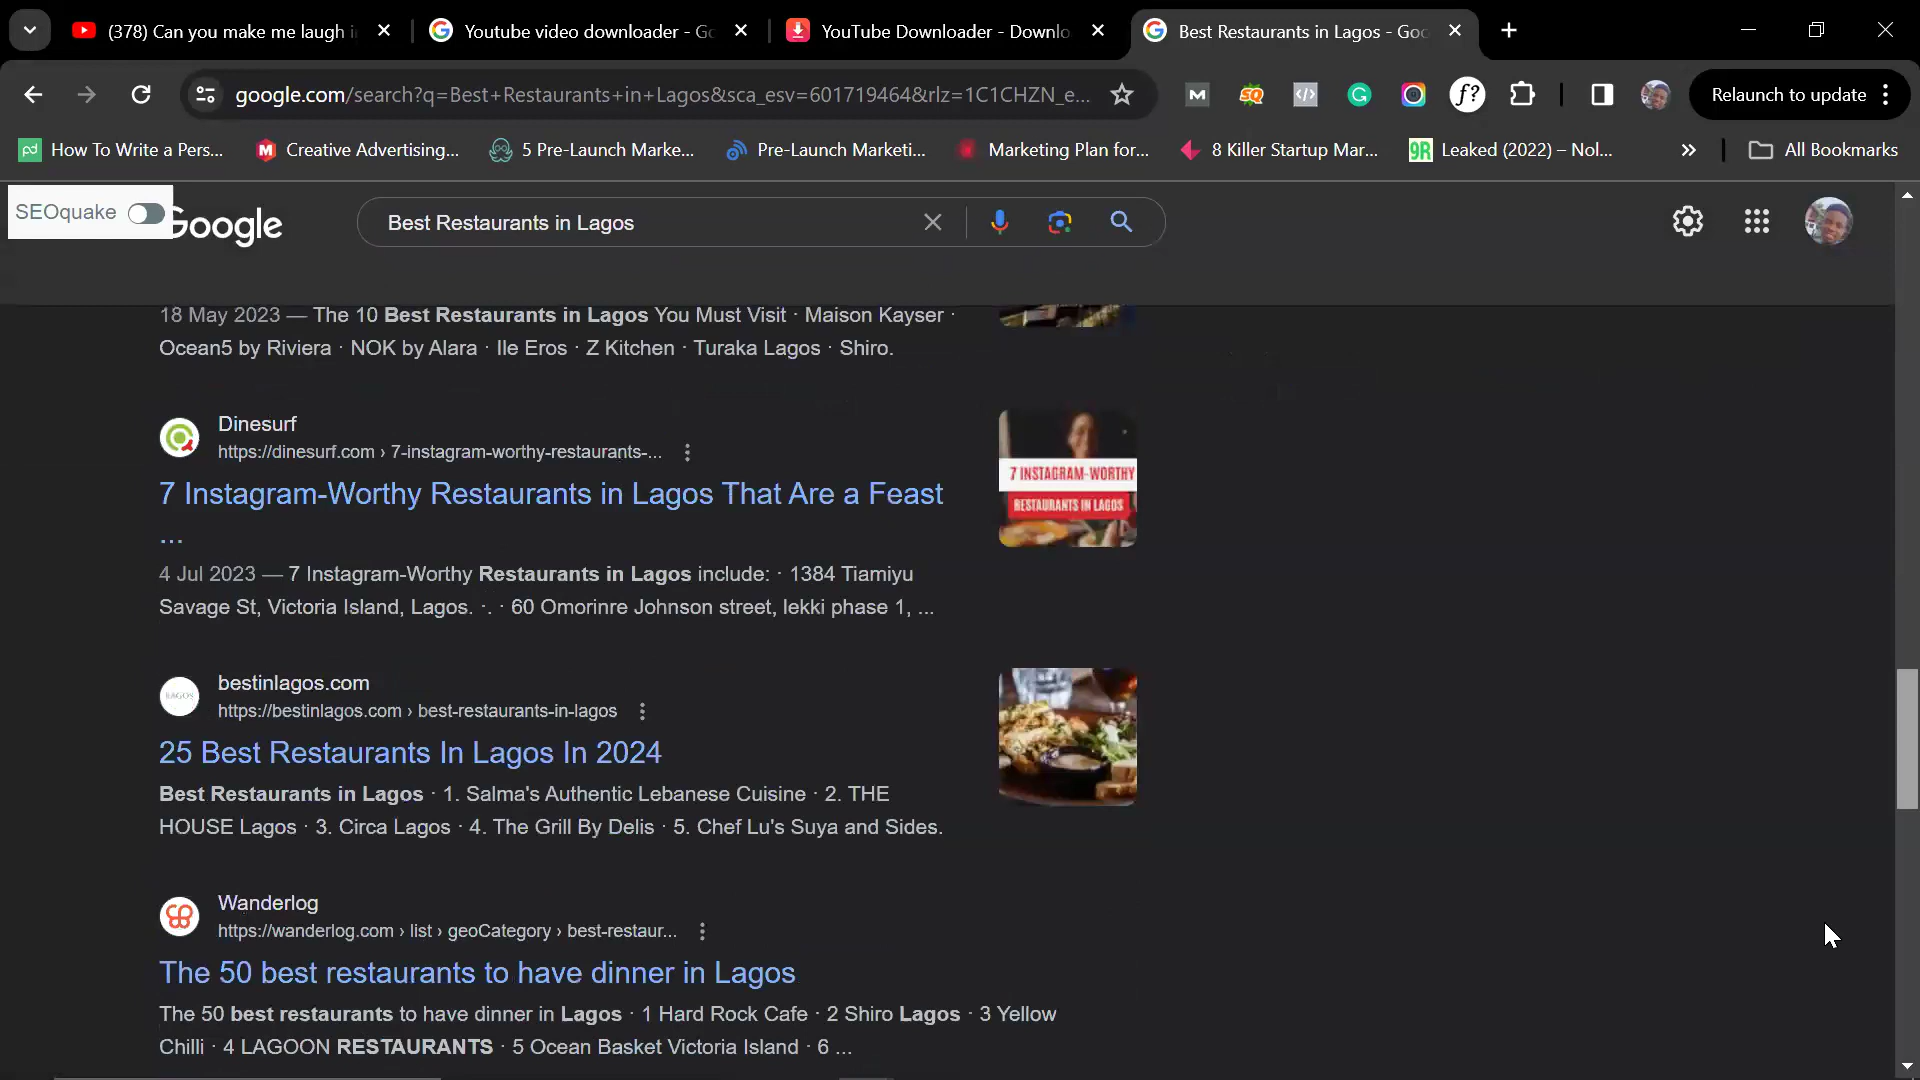 (378) Can you make me laugh i
Youtube video downloader - Go
YouTube Downloader - Downlo
Best Restaurants in Lagos - Goo
google.com/search?q=Best+Restaurants+in+Lagos&sca_esv=601719464&rlz=1C1CHZN_e...
Relaunch to update
How To Write a Pers...
Creative Advertising...
5 Pre-Launch Marke...
Pre-Launch Marketi...
Marketing Plan for...
8 Killer Startup Mar...
Leaked (2022) – Nol...
All Bookmarks
SEOquake
Google
Best Restaurants in Lagos
18 May 2023 — The 10 Best Restaurants in Lagos You Must Visit · Maison Kayser ·
Ocean5 by Riviera · NOK by Alara · Ile Eros · Z Kitchen · Turaka Lagos · Shiro.
Dinesurf
https://dinesurf.com › 7-instagram-worthy-restaurants-...
7 Instagram-Worthy Restaurants in Lagos That Are a Feast
...
4 Jul 2023 — 7 Instagram-Worthy Restaurants in Lagos include: · 1384 Tiamiyu
Savage St, Victoria Island, Lagos. ·. · 60 Omorinre Johnson street, lekki phase 1, ...
7 INSTAGRAM-WORTHY
RESTAURANTS IN LAGOS
bestinlagos.com
https://bestinlagos.com › best-restaurants-in-lagos
25 Best Restaurants In Lagos In 2024
Best Restaurants in Lagos · 1. Salma's Authentic Lebanese Cuisine · 2. THE
HOUSE Lagos · 3. Circa Lagos · 4. The Grill By Delis · 5. Chef Lu's Suya and Sides.
Wanderlog
https://wanderlog.com › list › geoCategory › best-restaur...
The 50 best restaurants to have dinner in Lagos
The 50 best restaurants to have dinner in Lagos · 1 Hard Rock Cafe · 2 Shiro Lagos · 3 Yellow
Chilli · 4 LAGOON RESTAURANTS · 5 Ocean Basket Victoria Island · 6 ...